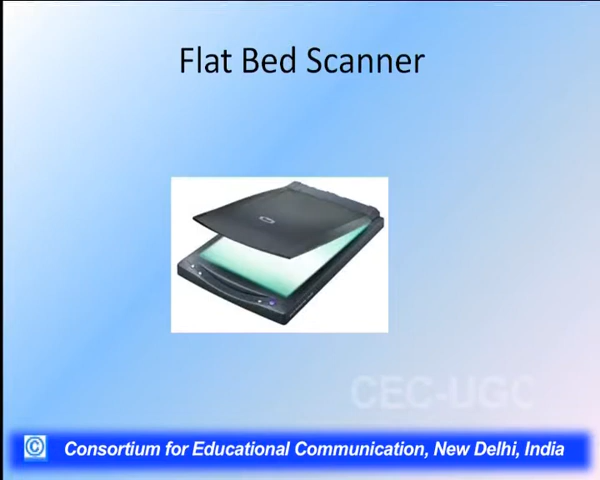 Flat Bed Scanner
CEC-UGC
© Consortium for Educational Communication, New Delhi, India